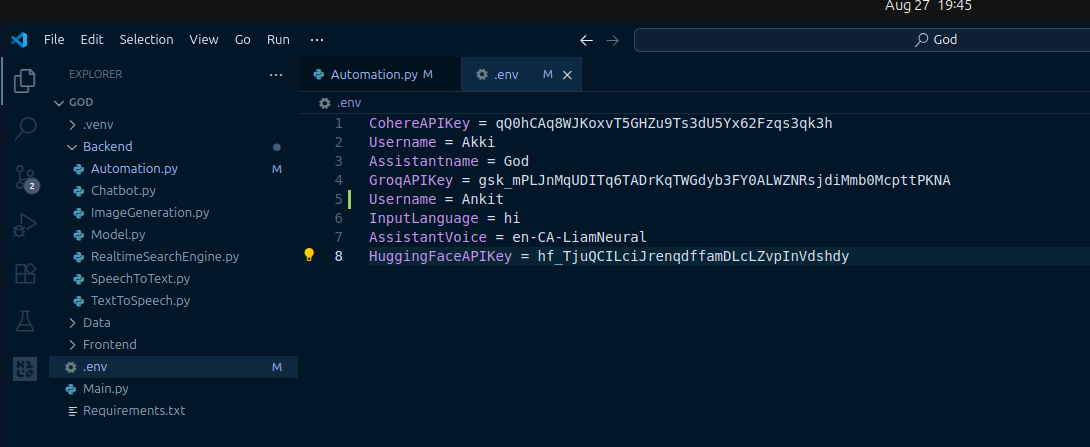 Aug 27 19:45
File Edit Selection View Go Run ··· God
EXPLORER ···
Automation.py M .env M
GOD
.env
.venv
Backend
Automation.py M
Chatbot.py
ImageGeneration.py
Model.py
RealtimeSearchEngine.py
SpeechToText.py
TextToSpeech.py
Data
Frontend
.env M
Main.py
Requirements.txt
2
1 CohereAPIKey = qQ0hCAq8WJKoxvT5GHZu9Ts3dU5Yx62Fzqs3qk3h
2 Username = Akki
3 Assistantname = God
4 GroqAPIKey = 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
5 Username = Ankit
6 InputLanguage = hi
7 AssistantVoice = en-CA-LiamNeural
8 HuggingFaceAPIKey = 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